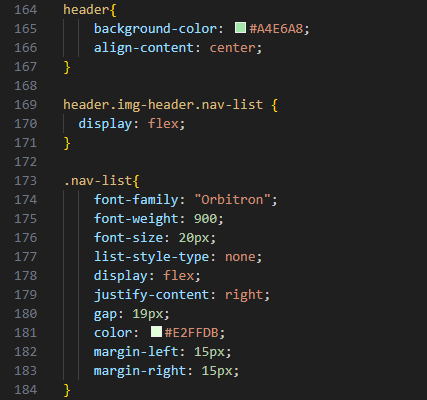 164 header{
165     background-color: #A4E6A8;
166     align-content: center;
167 }
168
169 header.img-header.nav-list {
170   display: flex;
171 }
172
173 .nav-list{
174     font-family: "Orbitron";
175     font-weight: 900;
176     font-size: 20px;
177     list-style-type: none;
178     display: flex;
179     justify-content: right;
180     gap: 19px;
181     color: #E2FFDB;
182     margin-left: 15px;
183     margin-right: 15px;
184 }